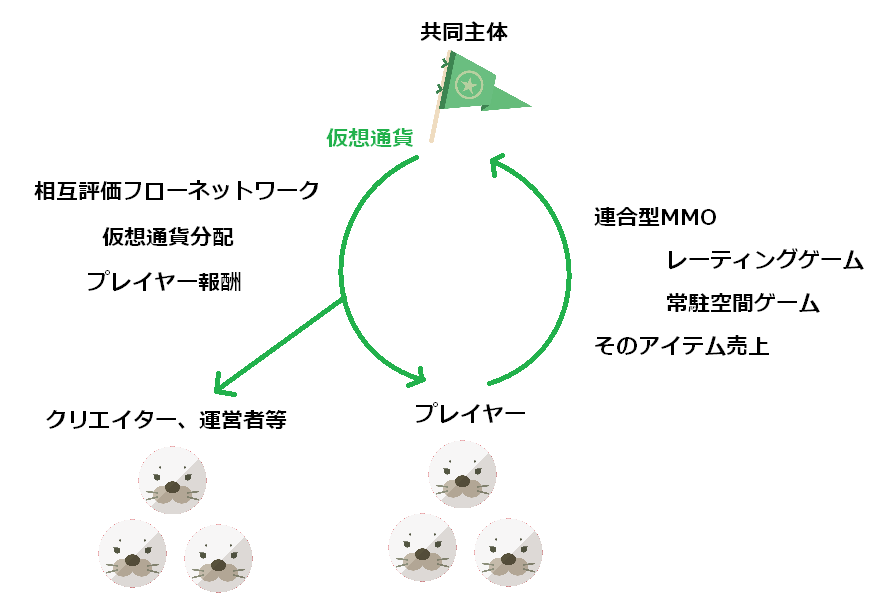 共同主体
仮想通貨
相互評価フローネットワーク
仮想通貨分配
プレイヤー報酬
連合型MMO
レーティングゲーム
常駐空間ゲーム
そのアイテム売上
クリエイター、運営者等
プレイヤー